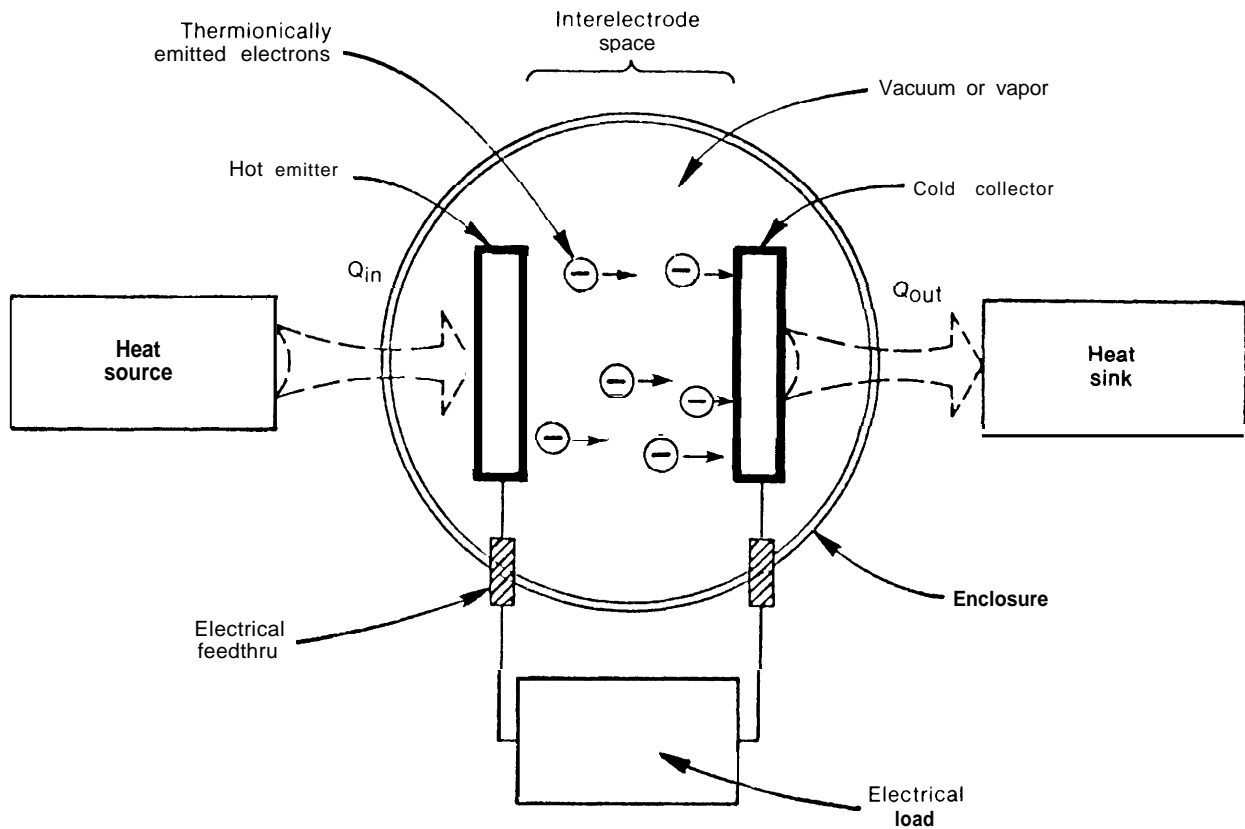 Thermionically
emitted electrons
Interelectrode
space
Vacuum or vapor
Hot emitter
Cold collector
Qin
Qout
Heat
source
Heat
sink
Enclosure
Electrical
feedthru
Electrical
load